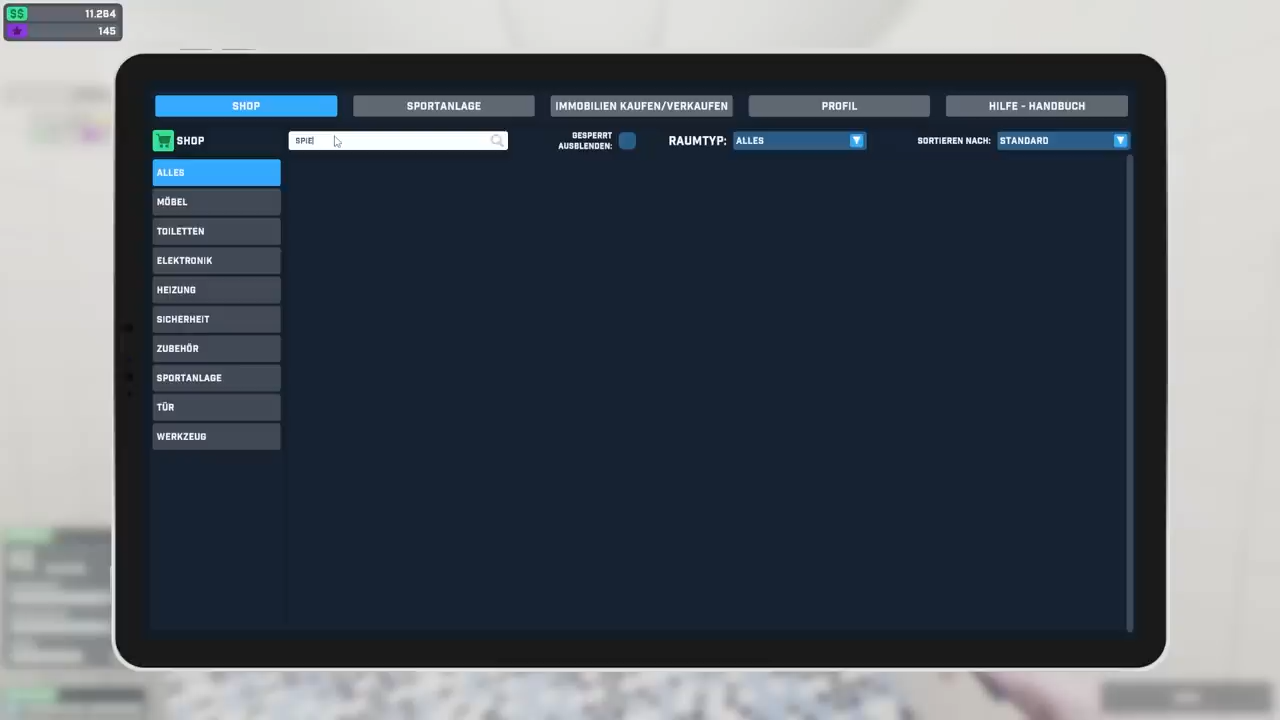 $$ 11.264
145
SHOP SPORTANLAGE IMMOBILIEN KAUFEN/VERKAUFEN PROFIL HILFE - HANDBUCH
SHOP SPIE GESPERRT AUSBLENDEN: RAUMTYP: ALLES SORTIEREN NACH: STANDARD
ALLES
MÖBEL
TOILETTEN
ELEKTRONIK
HEIZUNG
SICHERHEIT
ZUBEHÖR
SPORTANLAGE
TÜR
WERKZEUG